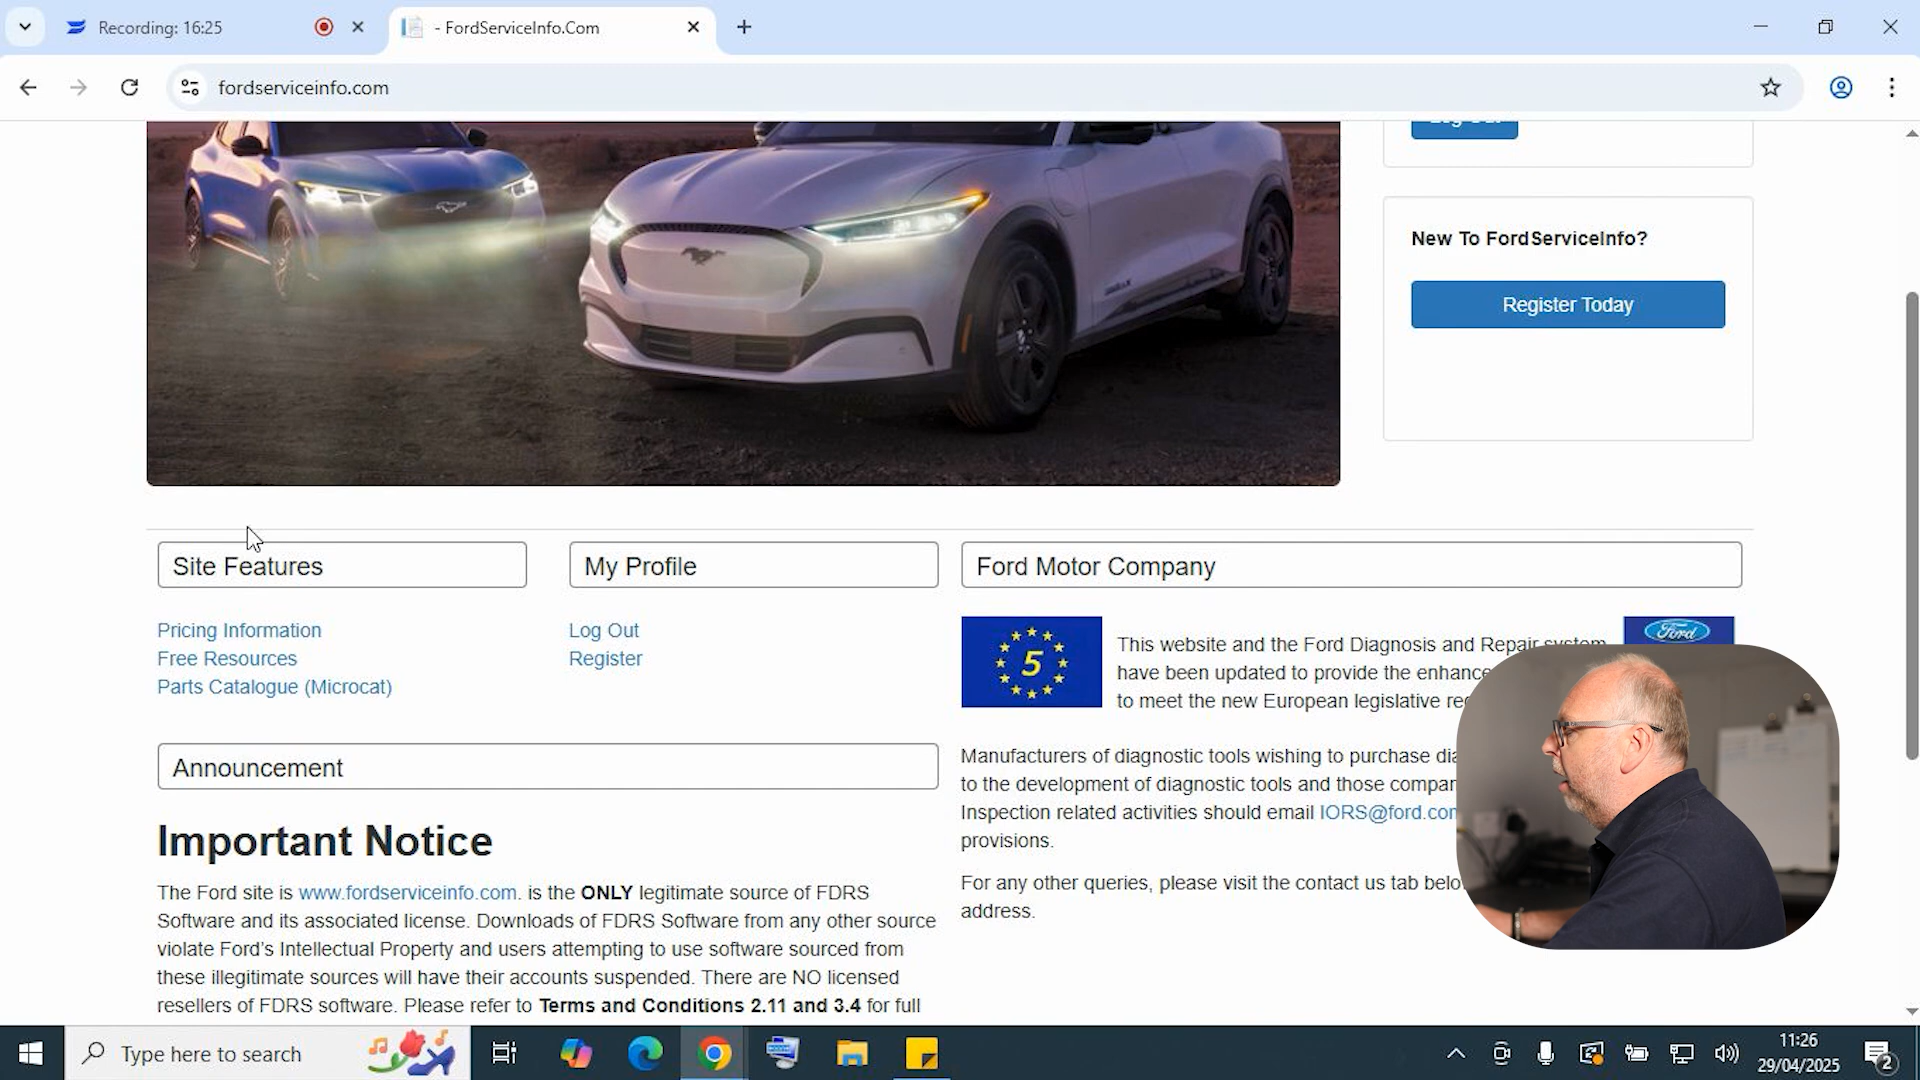 Recording: 16:25
- FordServiceInfo.Com
fordserviceinfo.com
New To FordServiceInfo?
Register Today
Site Features
My Profile
Ford Motor Company
Pricing Information
Free Resources
Parts Catalogue (Microcat)
Log Out
Register
5
This website and the Ford Diagnosis and Repair system
have been updated to provide the enhance
to meet the new European legislative re
Ford
Announcement
Manufacturers of diagnostic tools wishing to purchase dia
to the development of diagnostic tools and those compan
Inspection related activities should email IORS@ford.com
provisions.
For any other queries, please visit the contact us tab belo
address.
Important Notice
The Ford site is www.fordserviceinfo.com. is the ONLY legitimate source of FDRS
Software and its associated license. Downloads of FDRS Software from any other source
violate Ford's Intellectual Property and users attempting to use software sourced from
these illegitimate sources will have their accounts suspended. There are NO licensed
resellers of FDRS software. Please refer to Terms and Conditions 2.11 and 3.4 for full
Type here to search
11:26
29/04/2025
2